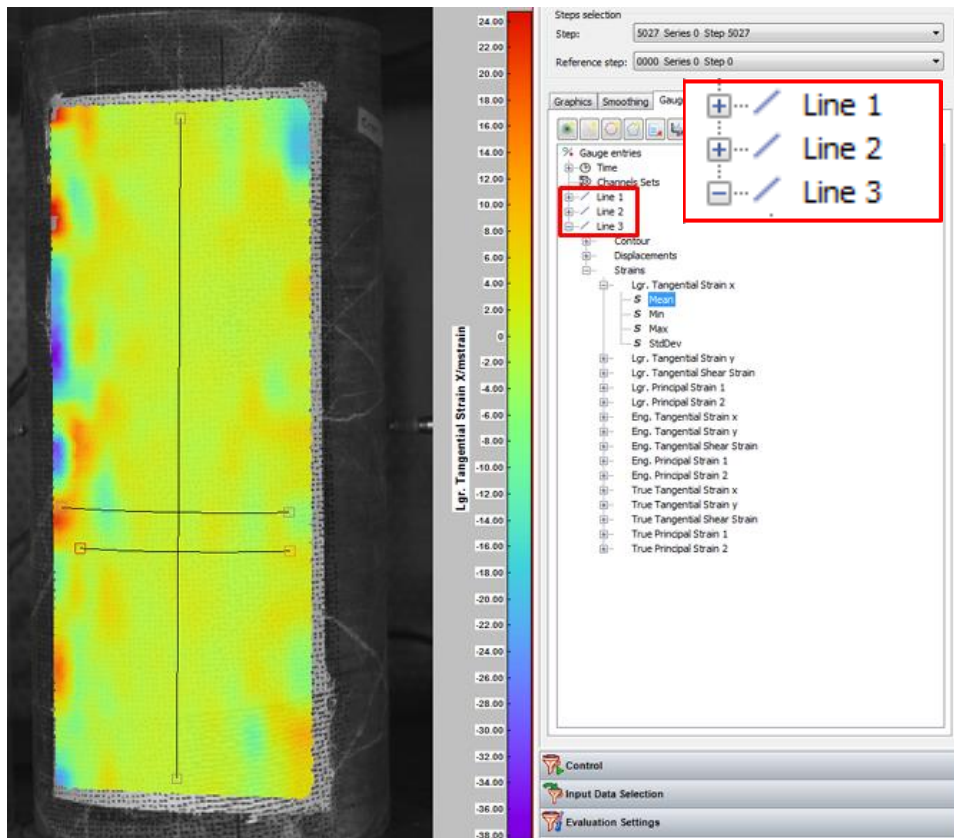 24.00
22.00
20.00
18.00
16.00
14.00
12.00
10.00
8.00
6.00
4.00
2.00
0
-2.00
-4.00
-6.00
-8.00
-10.00
-12.00
-14.00
-16.00
-18.00
-20.00
-22.00
-24.00
-26.00
-28.00
-30.00
-32.00
-34.00
-36.00
-38.00
Lgr. Tangential Strain X/mstrain
Steps selection
Step: 5027 Series 0 Step 5027
Reference step: 0000 Series 0 Step 0
Graphics Smoothing
Line 1
Line 2
Line 3
Gauge entries
Time
Channels Sets
Line 1
Line 2
Line 3
Contour
Displacements
Strains
Lgr. Tangential Strain x
S Mean
S Min
S Max
S StdDev
Lgr. Tangential Strain y
Lgr. Tangential Shear Strain
Lgr. Principal Strain 1
Lgr. Principal Strain 2
Eng. Tangential Strain x
Eng. Tangential Strain y
Eng. Tangential Shear Strain
Eng. Principal Strain 1
Eng. Principal Strain 2
True Tangential Strain x
True Tangential Strain y
True Tangential Shear Strain
True Principal Strain 1
True Principal Strain 2
Control
Input Data Selection
Evaluation Settings